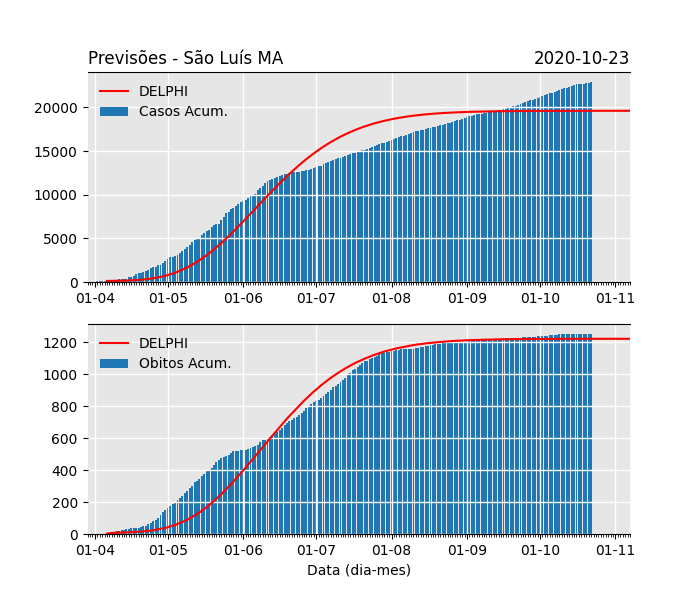 Previsões - São Luís MA 2020-10-23
DELPHI
Casos Acum.
20000
15000
10000
5000
0
01-04 01-05 01-06 01-07 01-08 01-09 01-10 01-11
DELPHI
Obitos Acum.
1200
1000
800
600
400
200
0
01-04 01-05 01-06 01-07 01-08 01-09 01-10 01-11
Data (dia-mes)